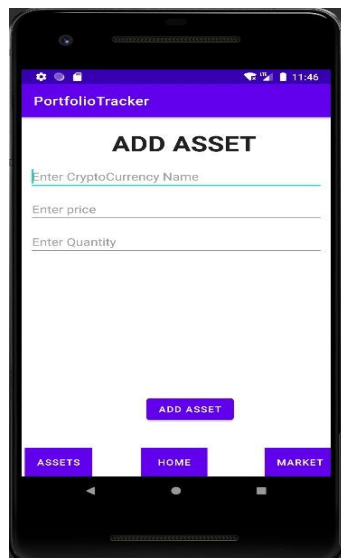 11:46
PortfolioTracker
ADD ASSET
Enter CryptoCurrency Name
Enter price
Enter Quantity
ADD ASSET
ASSETS HOME MARKET